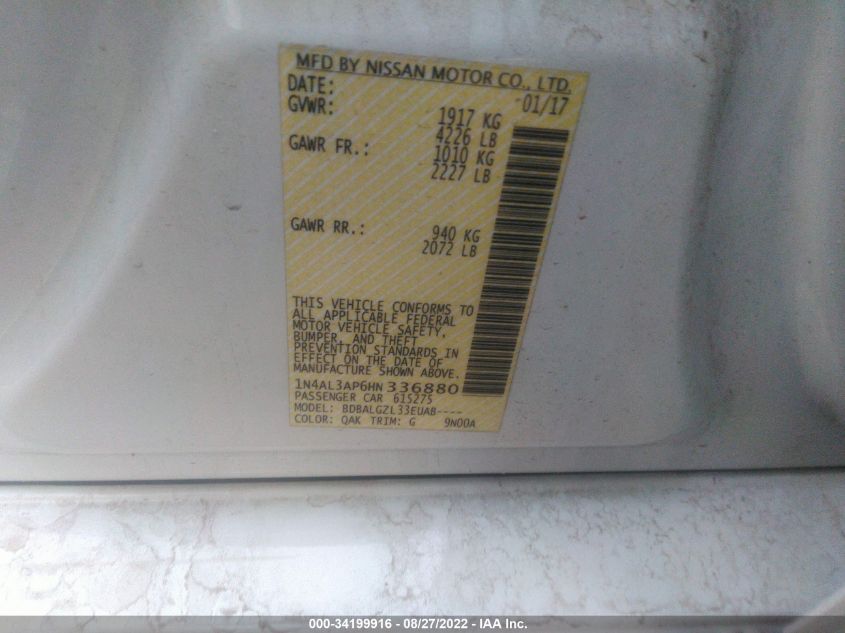 MFD BY NISSAN MOTOR CO., LTD.
DATE: 01/17
GVWR: 1917 KG
4226 LB
GAWR FR.: 1010 KG
2227 LB
GAWR RR.: 940 KG
2072 LB
THIS VEHICLE CONFORMS TO
ALL APPLICABLE FEDERAL
MOTOR VEHICLE SAFETY,
BUMPER, AND THEFT
PREVENTION STANDARDS IN
EFFECT ON THE DATE OF
MANUFACTURE SHOWN ABOVE.
1N4AL3AP6HN336880
PASSENGER CAR 615275
MODEL: BDBALGZL33EUAB----
COLOR: QAK TRIM: G 9N00A
000-34199916 - 08/27/2022 - IAA Inc.